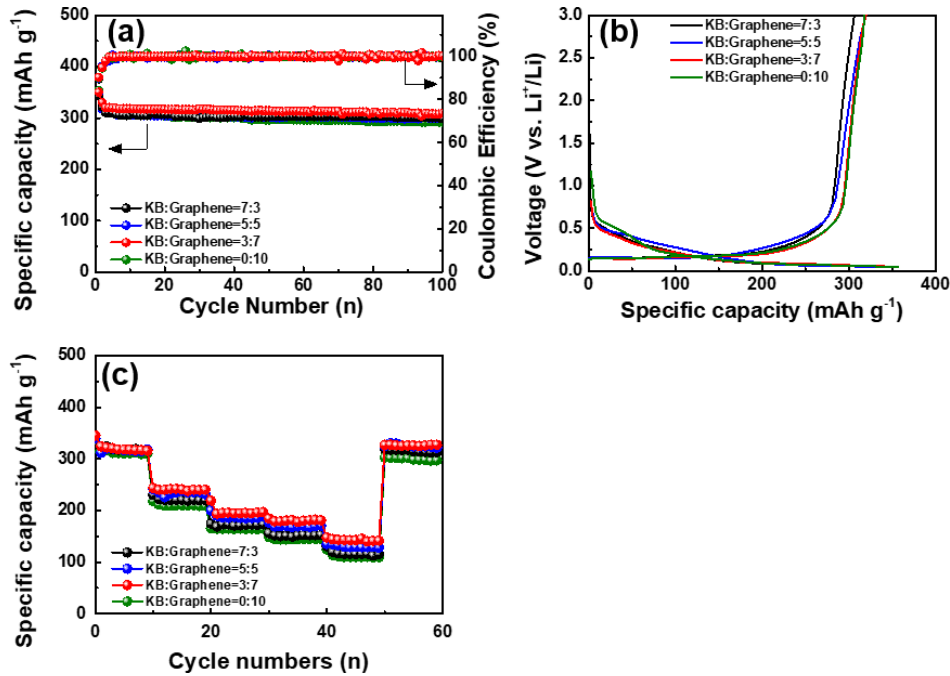 (a)
500
400
300
200
100
0
Specific capacity (mAh g⁻¹)
100
80
60
40
20
0
Coulombic Efficiency (%)
KB:Graphene=7:3
KB:Graphene=5:5
KB:Graphene=3:7
KB:Graphene=0:10
0 20 40 60 80 100
Cycle Number (n)
(b)
3.0
2.5
2.0
1.5
1.0
0.5
0.0
Voltage (V vs. Li⁺/Li)
KB:Graphene=7:3
KB:Graphene=5:5
KB:Graphene=3:7
KB:Graphene=0:10
0 100 200 300 400
Specific capacity (mAh g⁻¹)
(c)
500
400
300
200
100
0
Specific capacity (mAh g⁻¹)
KB:Graphene=7:3
KB:Graphene=5:5
KB:Graphene=3:7
KB:Graphene=0:10
0 20 40 60
Cycle numbers (n)